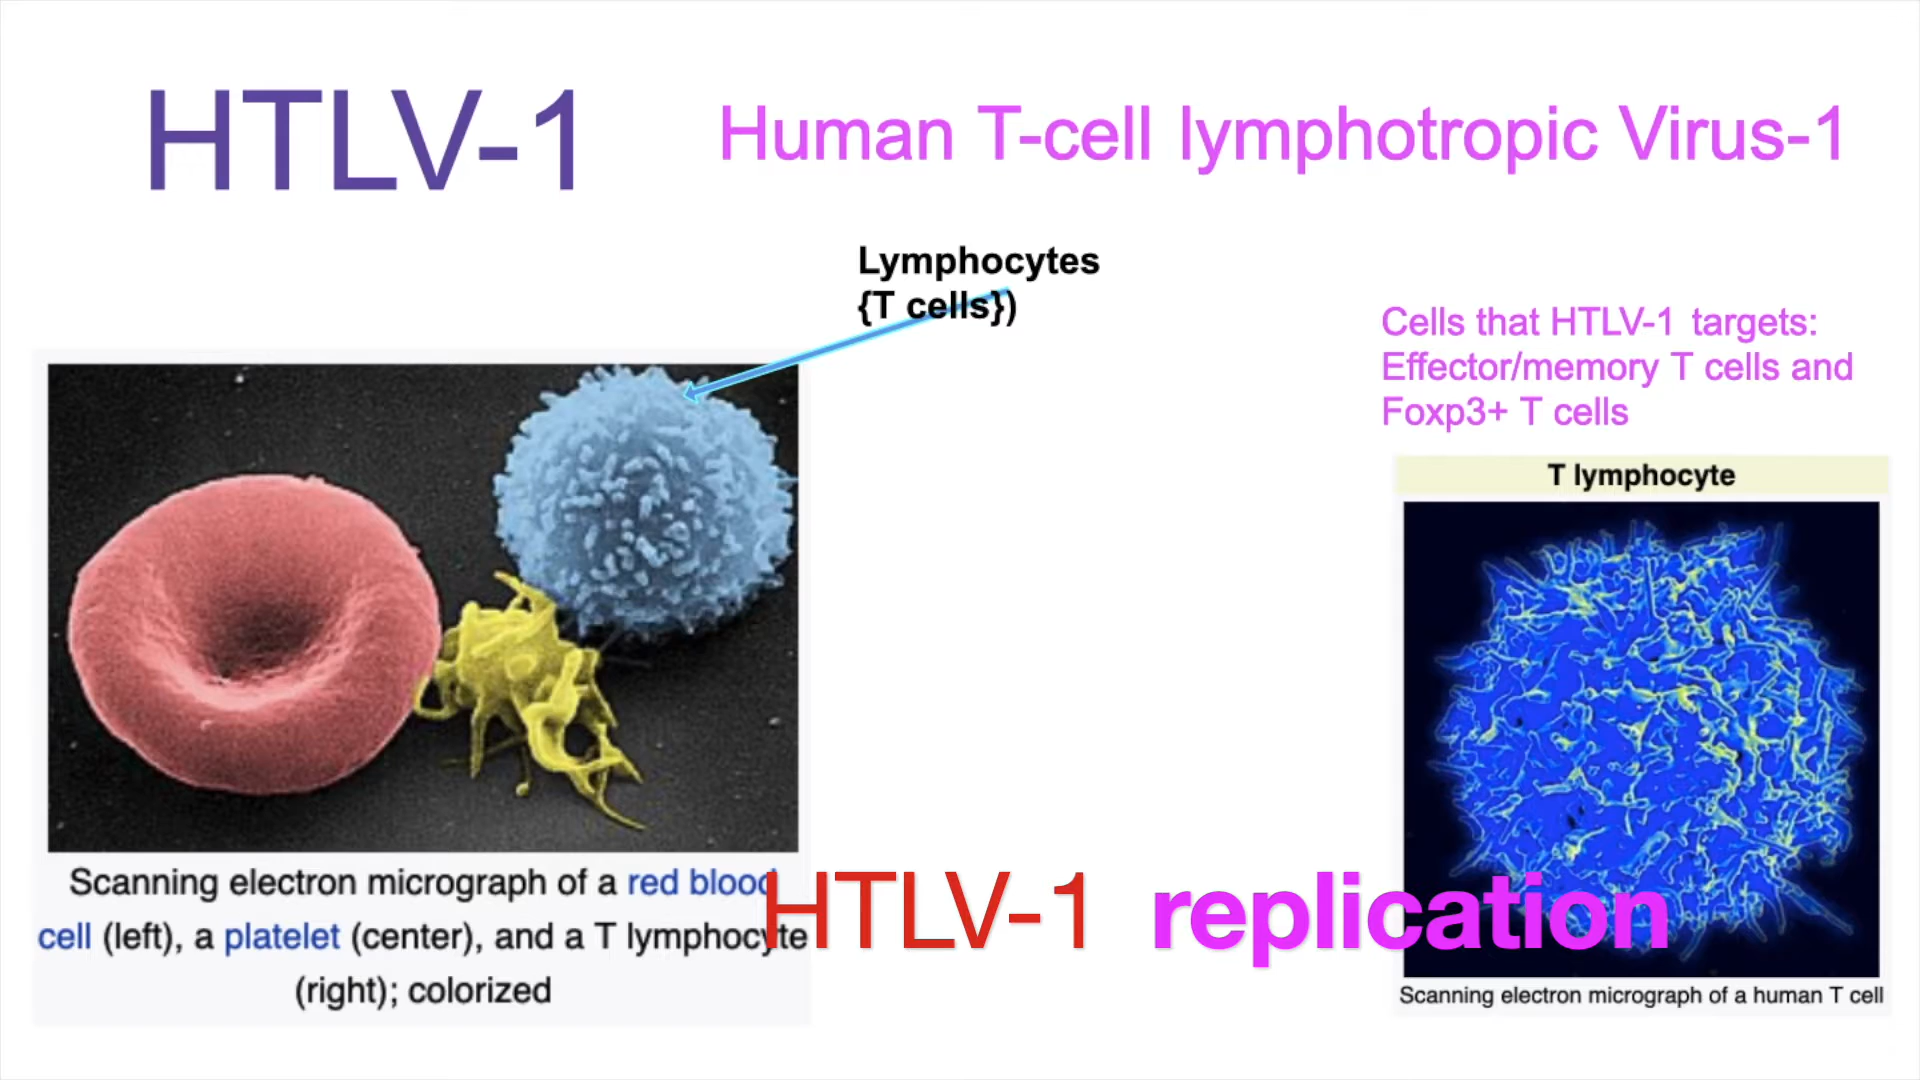 HTLV-1
Human T-cell lymphotropic Virus-1
Lymphocytes
{T cells})
Cells that HTLV-1 targets:
Effector/memory T cells and
Foxp3+ T cells
T lymphocyte
Scanning electron micrograph of a red blood
cell (left), a platelet (center), and a T lymphocyte
(right); colorized
HTLV-1 replication
Scanning electron micrograph of a human T cell